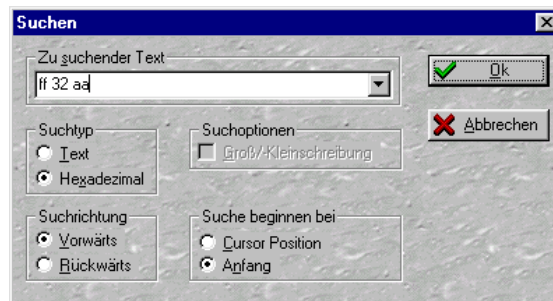 Suchen
Zu suchender Text
ff 32 aa
Ok
Abbrechen
Suchtyp
Text
Hexadezimal
Suchoptionen
Groß/-Kleinschreibung
Suchrichtung
Vorwärts
Rückwärts
Suche beginnen bei
Cursor Position
Anfang